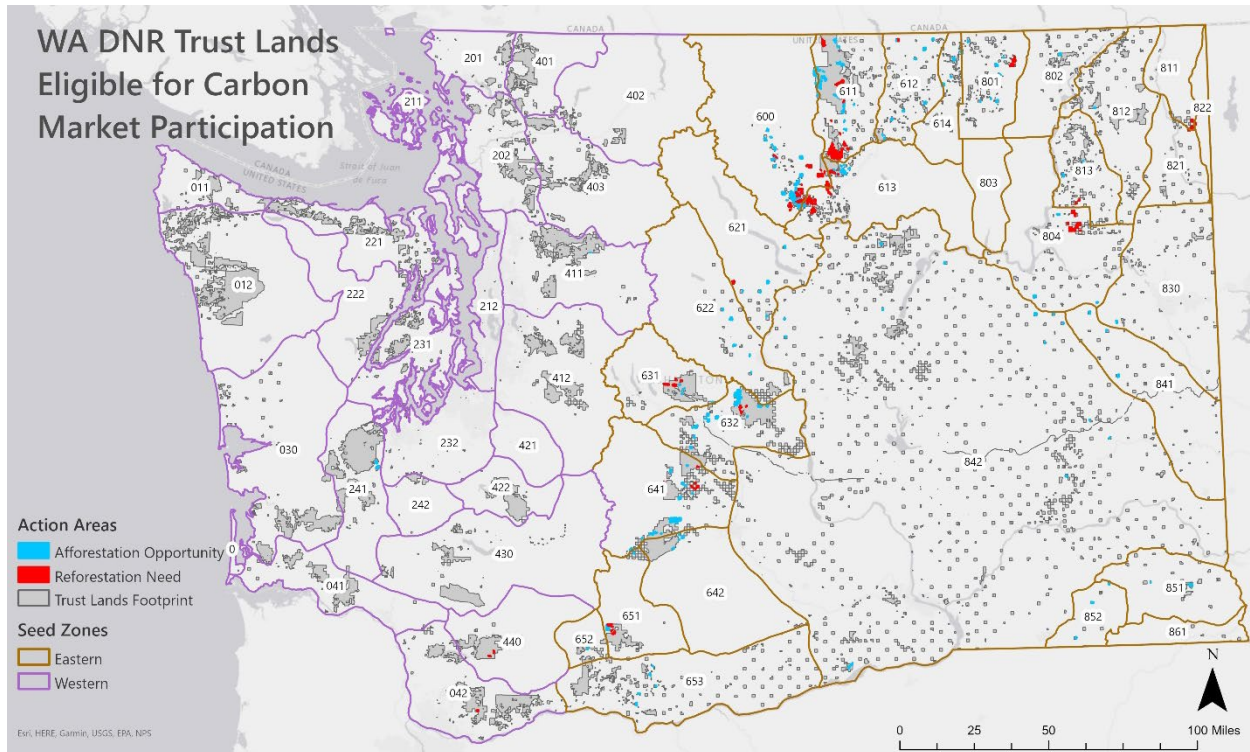 WA DNR Trust Lands
Eligible for Carbon
Market Participation
CANADA
CANADA
CANADA
UNITED STATES
Strait of Juan
de Fuca
201
401
402
211
202
403
011
221
012
222
411
212
231
412
030
232
421
241
242
422
430
041
0
440
042
600
611
612
614
801
802
811
812
822
821
813
613
803
804
621
622
830
841
631
632
842
641
642
651
652
653
851
852
861
Action Areas
Afforestation Opportunity
Reforestation Need
Trust Lands Footprint
Seed Zones
Eastern
Western
Esri, HERE, Garmin, USGS, EPA, NPS
N
0 25 50 100 Miles